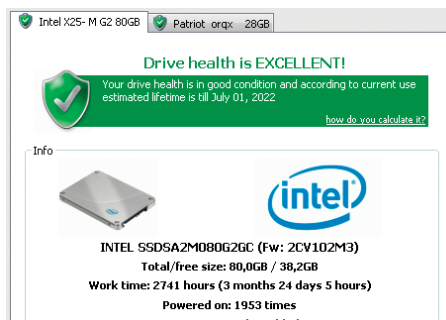 Intel X25- M G2 80GB
Patriot orqx 28GB
Drive health is EXCELLENT!
Your drive health is in good condition and according to current use
estimated lifetime is till July 01, 2022
how do you calculate it?
Info
intel
INTEL SSDSA2M080G2GC (Fw: 2CV102M3)
Total/free size: 80,0GB / 38,2GB
Work time: 2741 hours (3 months 24 days 5 hours)
Powered on: 1953 times